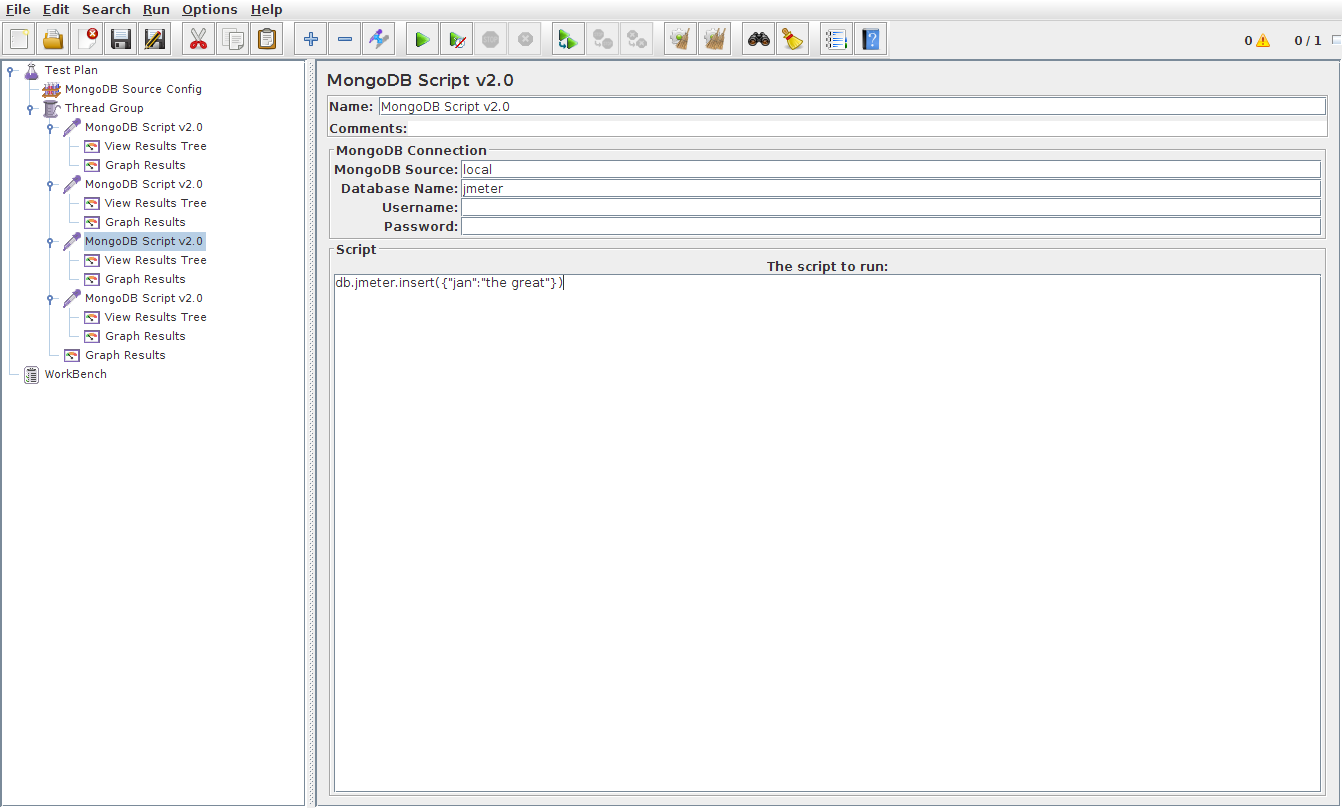 File Edit Search Run Options Help
0 0 / 1
Test Plan
MongoDB Source Config
Thread Group
MongoDB Script v2.0
View Results Tree
Graph Results
MongoDB Script v2.0
View Results Tree
Graph Results
MongoDB Script v2.0
View Results Tree
Graph Results
MongoDB Script v2.0
View Results Tree
Graph Results
Graph Results
WorkBench
MongoDB Script v2.0
Name: MongoDB Script v2.0
Comments:
MongoDB Connection
MongoDB Source: local
Database Name: jmeter
Username:
Password:
Script
The script to run:
db.jmeter.insert({"jan":"the great"})